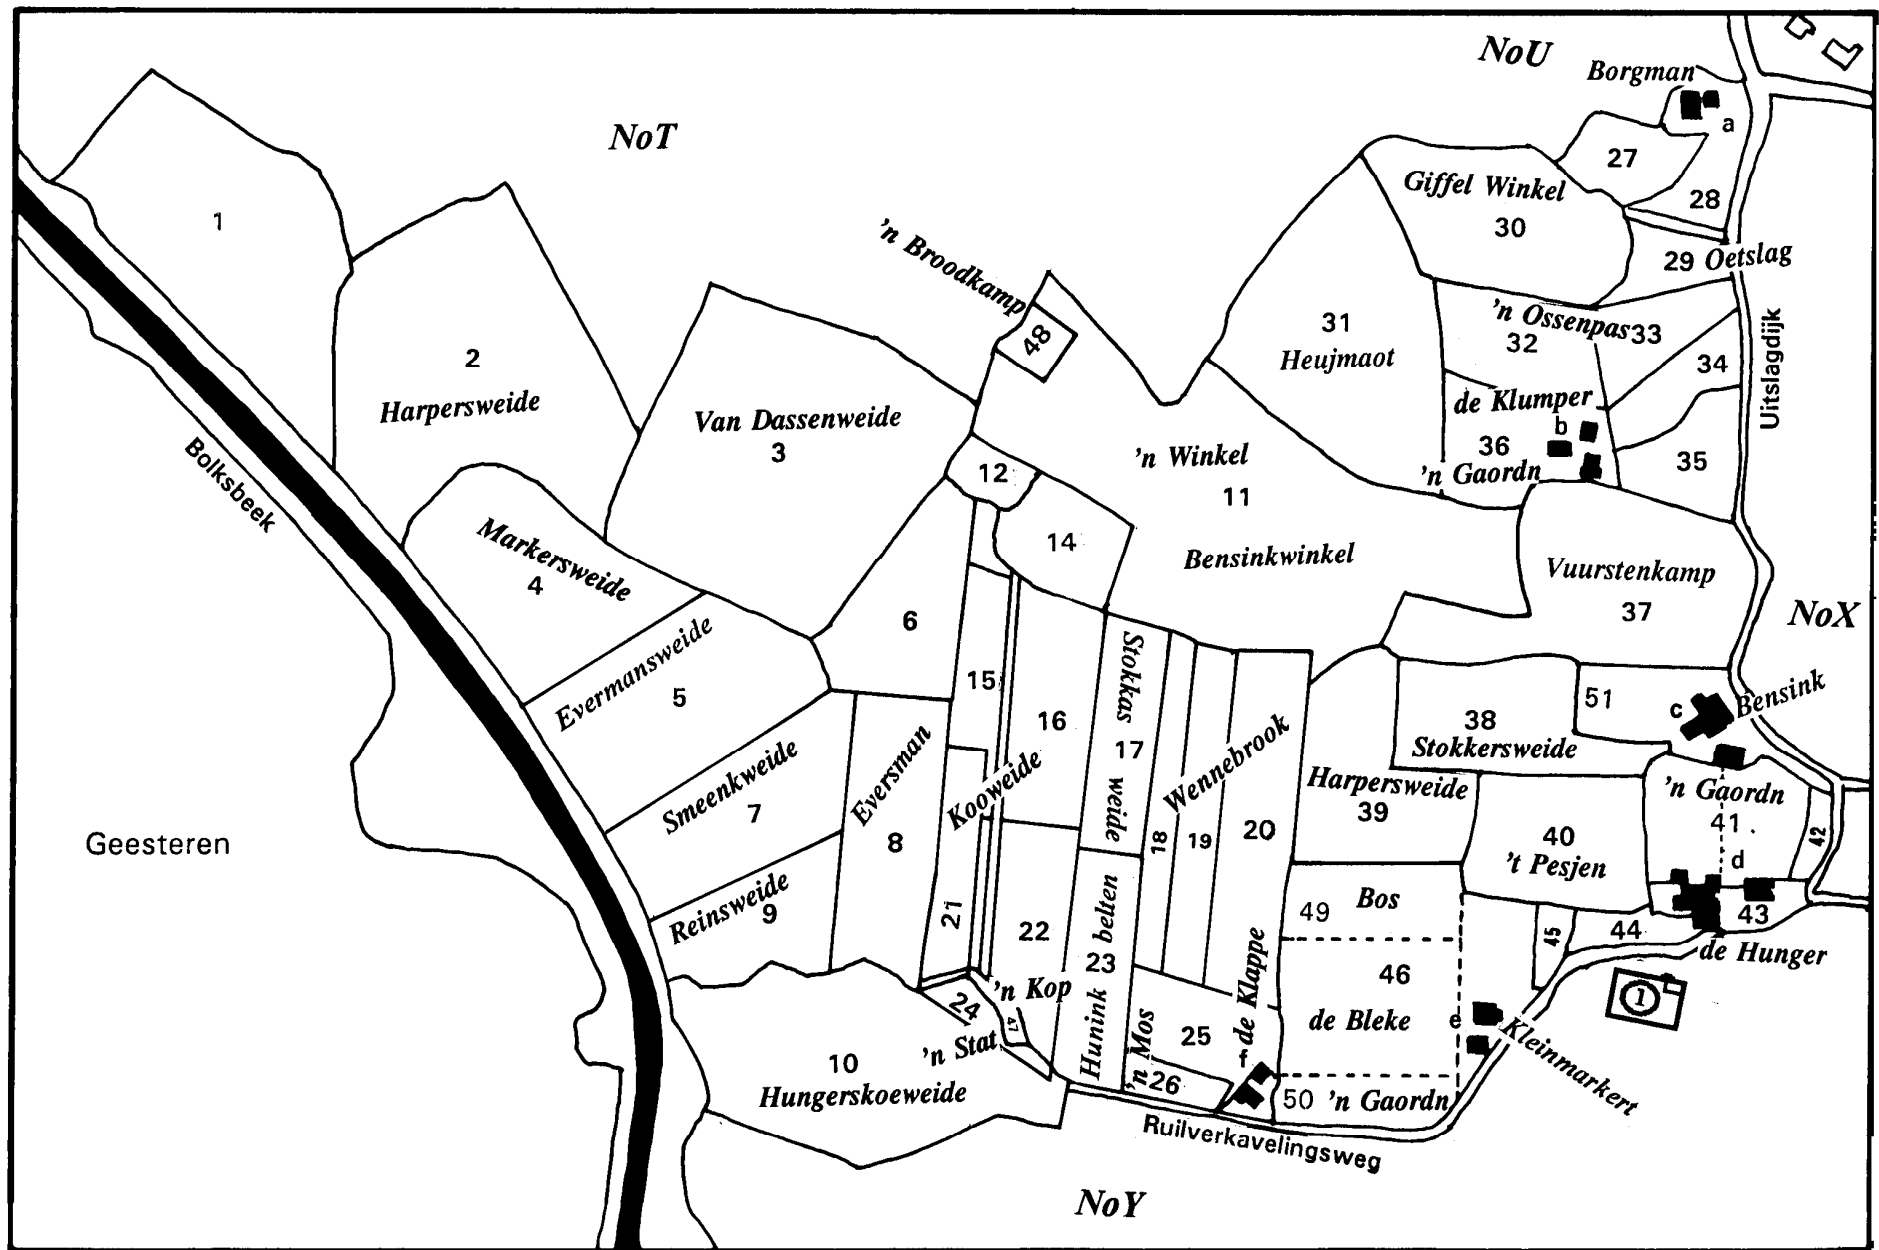 NoU
Borgman
a
NoT
27
Giffel Winkel
30
28
1
'n Broodkamp
29 Oetslag
48
31
Heujmaot
'n Ossenpas 33
32
34
Uitslagdijk
2
Harpersweide
Van Dassenweide
3
de Klumper
b
36
'n Gaordn
35
Bolksbeek
12
'n Winkel
11
14
Bensinkwinkel
Markersweide
4
Vuurstenkamp
37
NoX
6
Evermansweide
5
15
16
Stokkas
17
weide
51
c
Bensink
38
Stokkersweide
Smeenkweide
7
Eversman
8
Kooweide
18
Wennebrook
19
20
Harpersweide
39
'n Gaordn
41
42
40
't Pesjen
d
Geesteren
Reinsweide
9
21
22
Hunink belten
23
49
Bos
45
44
43
de Hunger
46
de Bleke
e
Kleinmarkert
1
'n Kop
24
47
'n Stat
10
Hungerskoeweide
'n Mos
25
26
de Klappe
f
50 'n Gaordn
Ruilverkavelingsweg
NoY